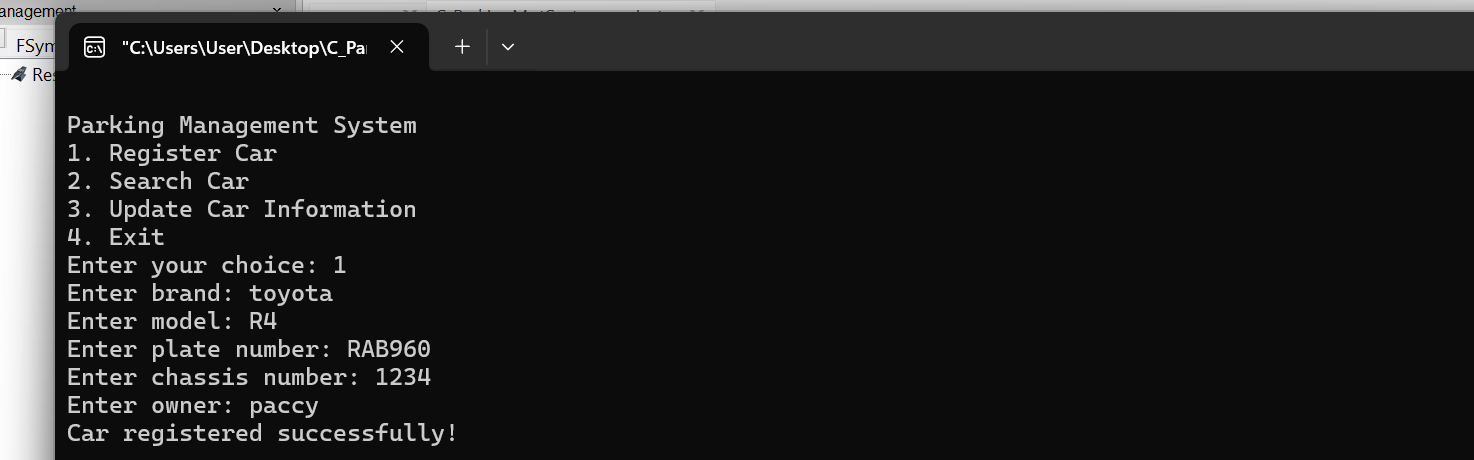 anagement
FSym
"C:\Users\User\Desktop\C_Pa
Res
Parking Management System
1. Register Car
2. Search Car
3. Update Car Information
4. Exit
Enter your choice: 1
Enter brand: toyota
Enter model: R4
Enter plate number: RAB960
Enter chassis number: 1234
Enter owner: paccy
Car registered successfully!